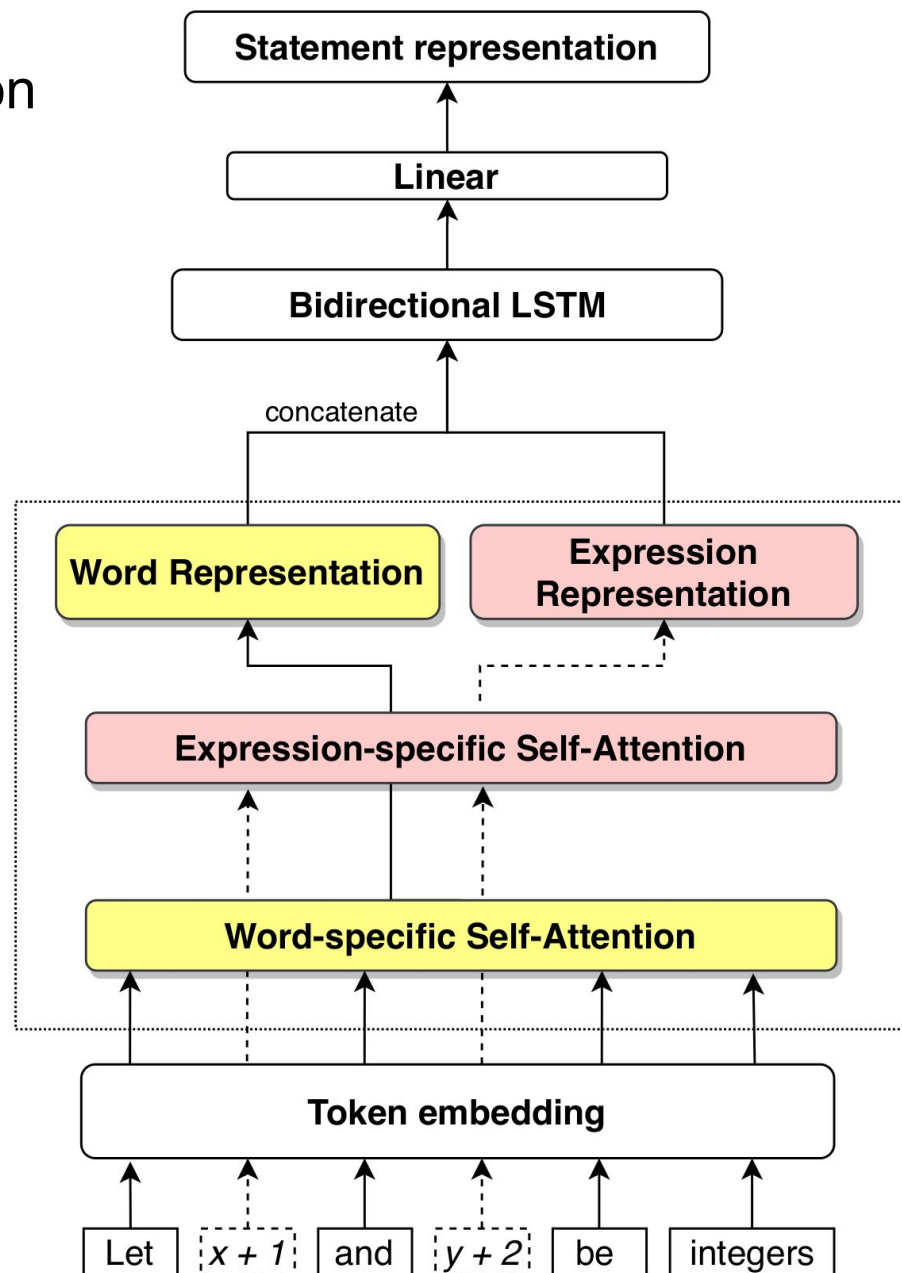 Statement representation
on
Linear
Bidirectional LSTM
concatenate
Word Representation
Expression
Representation
Expression-specific Self-Attention
Word-specific Self-Attention
Token embedding
Let x + 1 and y + 2 be integers